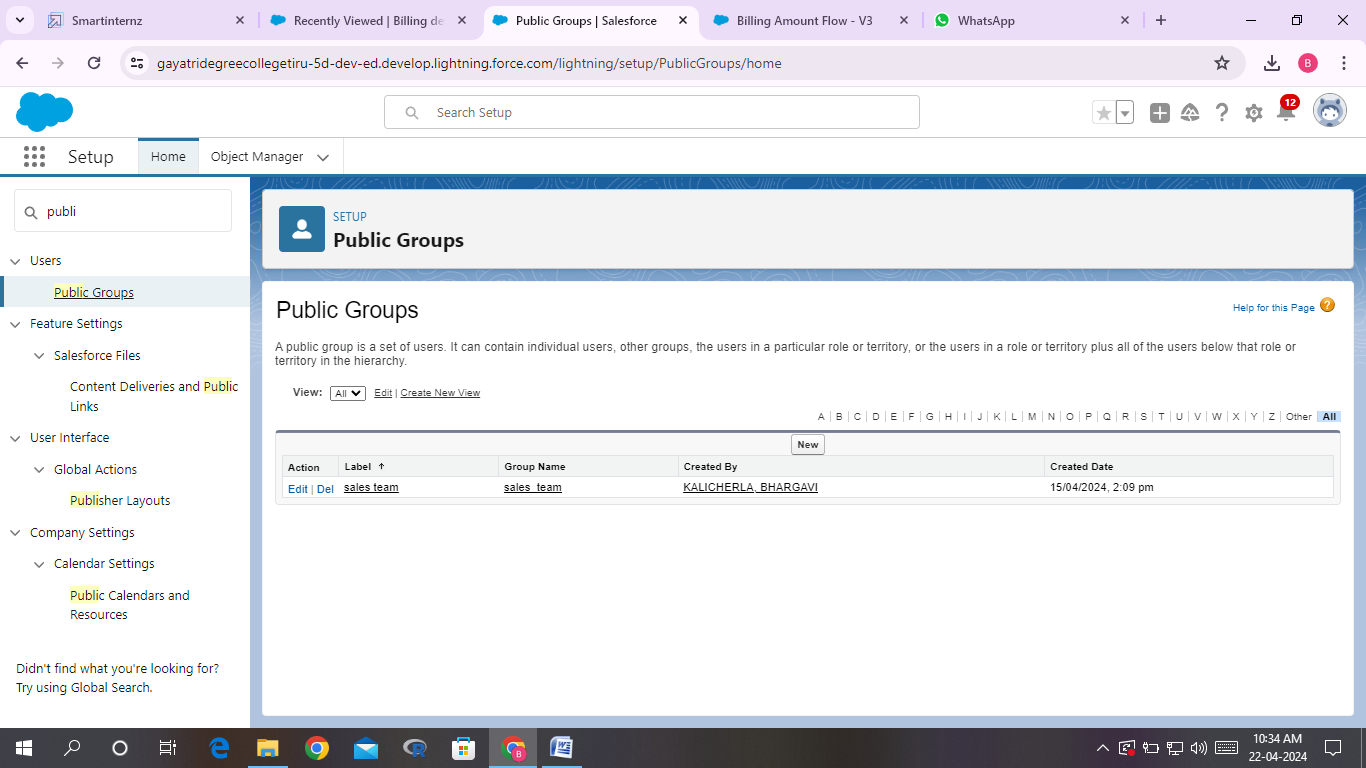 Smartinternz
Recently Viewed | Billing de
Public Groups | Salesforce
Billing Amount Flow - V3
WhatsApp
gayatridegreecollegetiru-5d-dev-ed.develop.lightning.force.com/lightning/setup/PublicGroups/home
B
Search Setup
12
Setup
Home
Object Manager
publi
Users
Public Groups
Feature Settings
Salesforce Files
Content Deliveries and Public
Links
User Interface
Global Actions
Publisher Layouts
Company Settings
Calendar Settings
Public Calendars and
Resources
Didn't find what you're looking for?
Try using Global Search.
SETUP
Public Groups
Public Groups
Help for this Page ?
A public group is a set of users. It can contain individual users, other groups, the users in a particular role or territory, or the users in a role or territory plus all of the users below that role or
territory in the hierarchy.
View: All Edit | Create New View
A | B | C | D | E | F | G | H | I | J | K | L | M | N | O | P | Q | R | S | T | U | V | W | X | Y | Z | Other | All
New
Action Label ↑ Group Name Created By Created Date
Edit | Del sales team sales_team KALICHERLA, BHARGAVI 15/04/2024, 2:09 pm
10:34 AM
22-04-2024